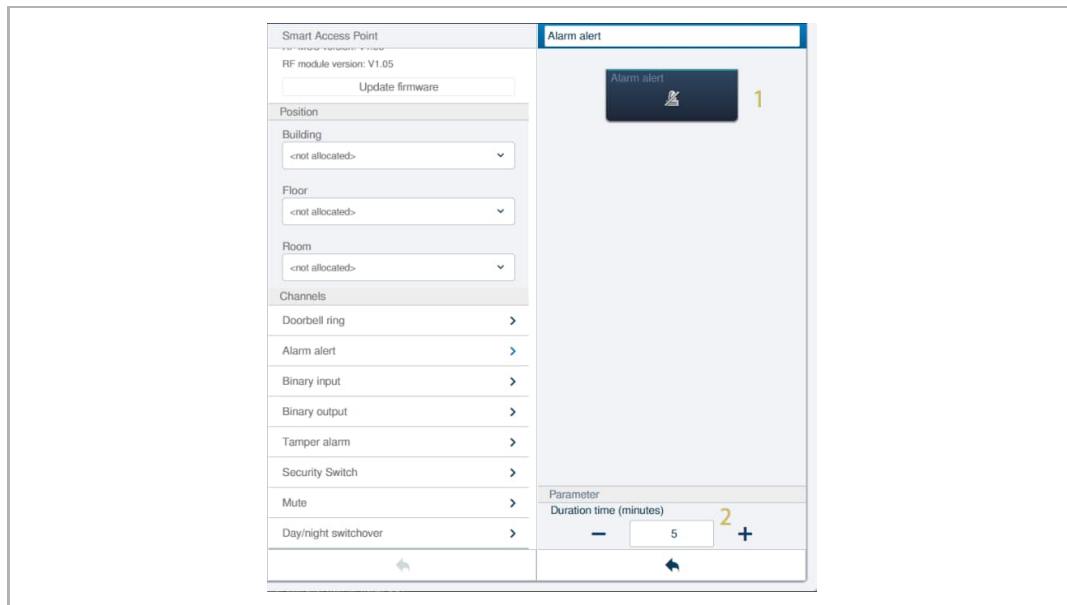 Smart Access Point
RF module version: V1.05
Update firmware
Position
Building
<not allocated>
Floor
<not allocated>
Room
<not allocated>
Channels
Doorbell ring
Alarm alert
Binary input
Binary output
Tamper alarm
Security Switch
Mute
Day/night switchover
Alarm alert
Alarm alert
1
Parameter
Duration time (minutes)
2
5